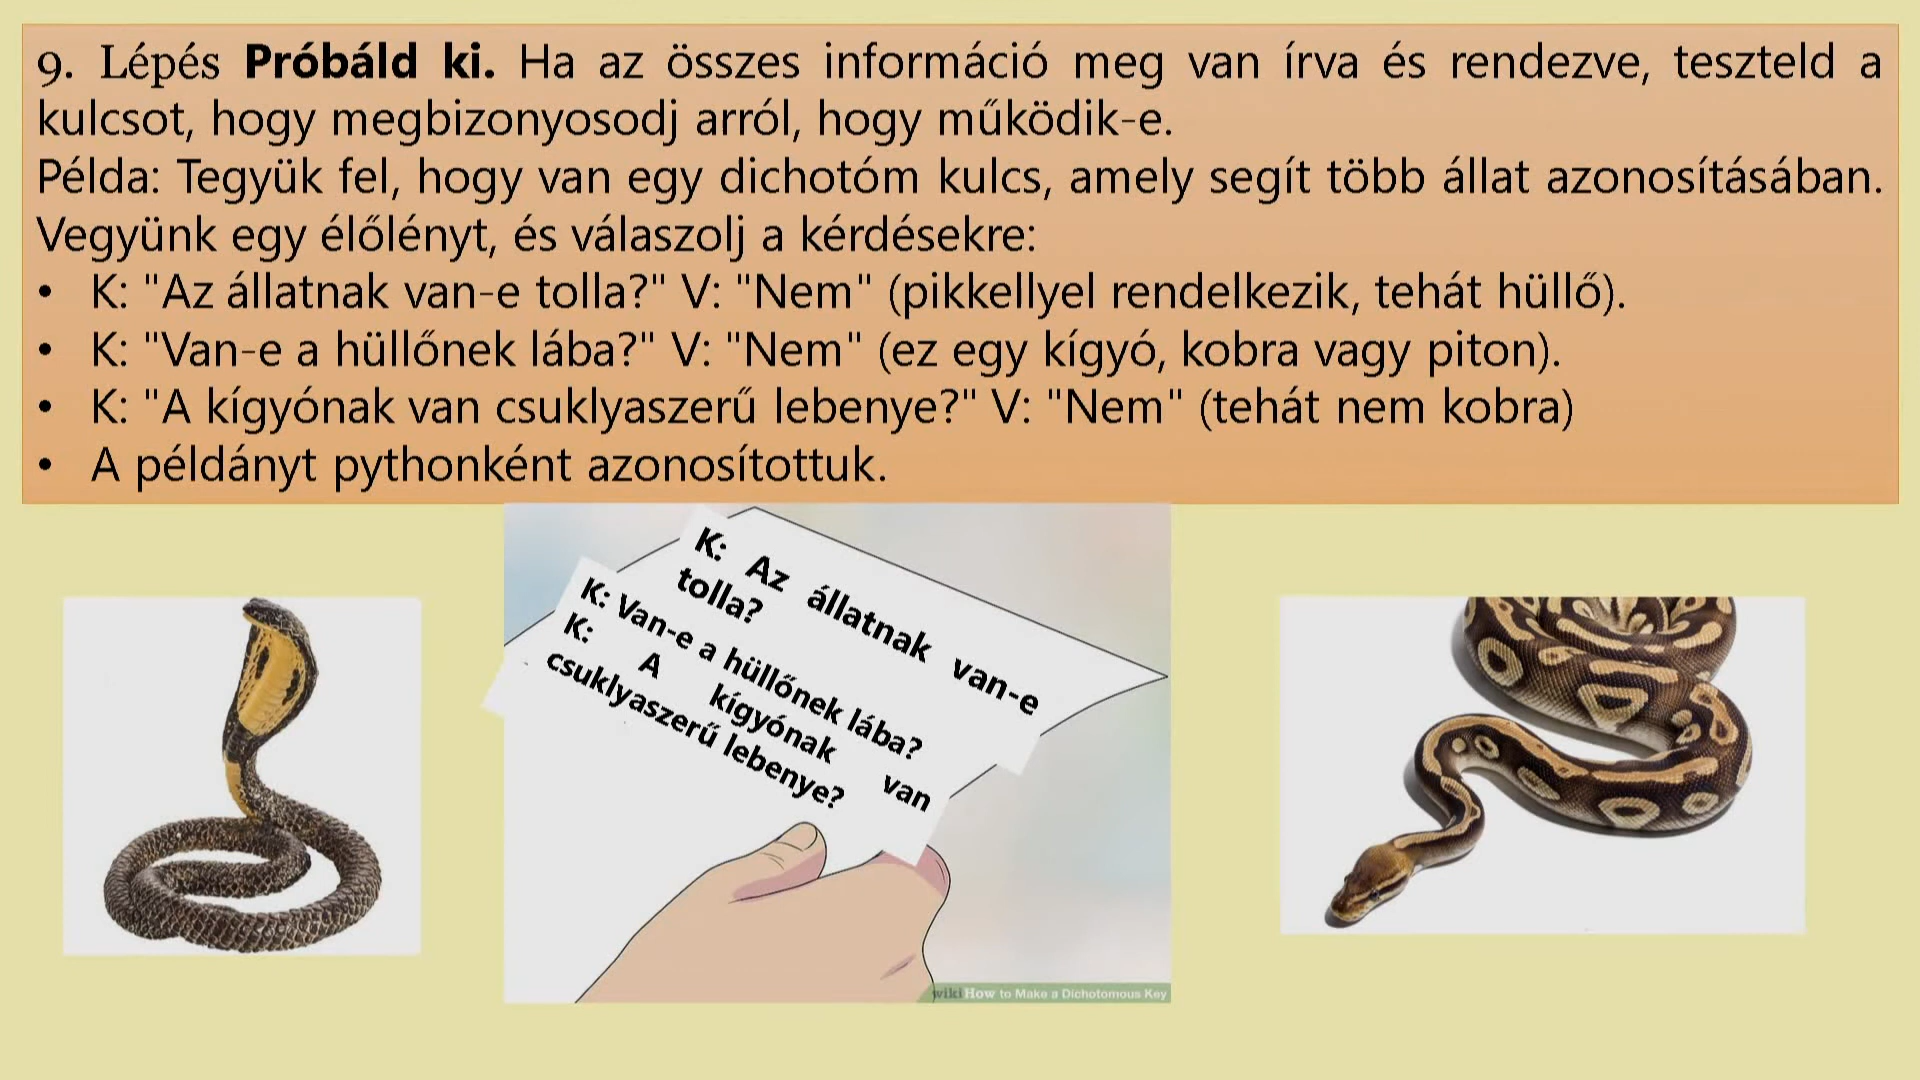 9. Lépés Próbáld ki. Ha az összes információ meg van írva és rendezve, teszteld a
kulcsot, hogy megbizonyosodj arról, hogy működik-e.
Példa: Tegyük fel, hogy van egy dichotóm kulcs, amely segít több állat azonosításában.
Vegyünk egy élőlényt, és válaszolj a kérdésekre:
• K: "Az állatnak van-e tolla?" V: "Nem" (pikkellyel rendelkezik, tehát hüllő).
• K: "Van-e a hüllőnek lába?" V: "Nem" (ez egy kígyó, kobra vagy piton).
• K: "A kígyónak van csuklyaszerű lebenye?" V: "Nem" (tehát nem kobra)
• A példányt pythonként azonosítottuk.
K: Az állatnak van-e
tolla?
K: Van-e a hüllőnek lába?
K: A kígyónak van
csuklyaszerű lebenye?
wikiHow to Make a Dichotomous Key